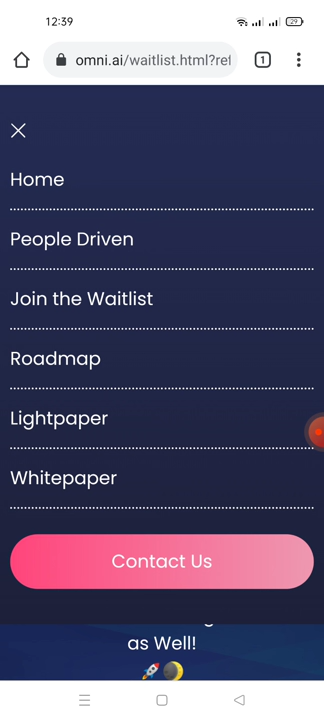 12:39
29
omni.ai/waitlist.html?ref
1
Home
People Driven
Join the Waitlist
Roadmap
Lightpaper
Whitepaper
Contact Us
as Well!